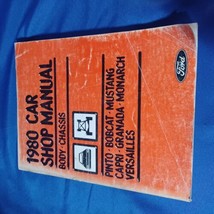 1980 CAR
SHOP MANUAL
BODY • CHASSIS
PINTO • BOBCAT • MUSTANG
CAPRI • GRANADA • MONARCH
VERSAILLES
Ford